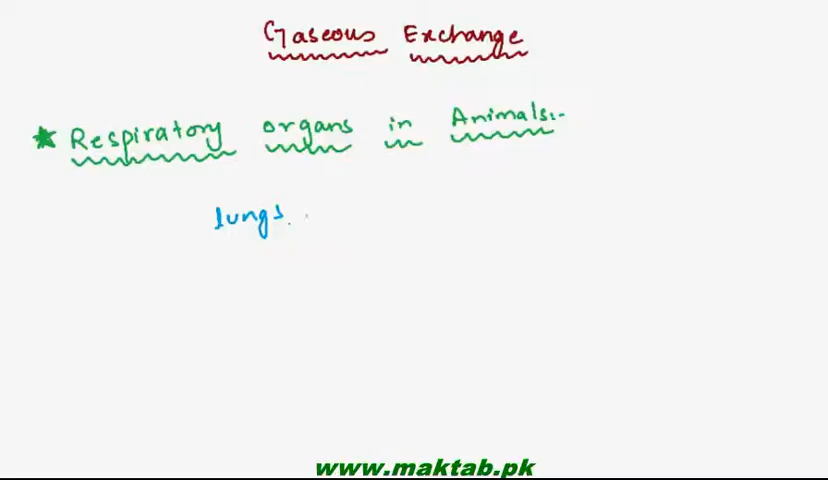 Gaseous Exchange
★ Respiratory organs in Animals:-
lungs.
www.maktab.pk